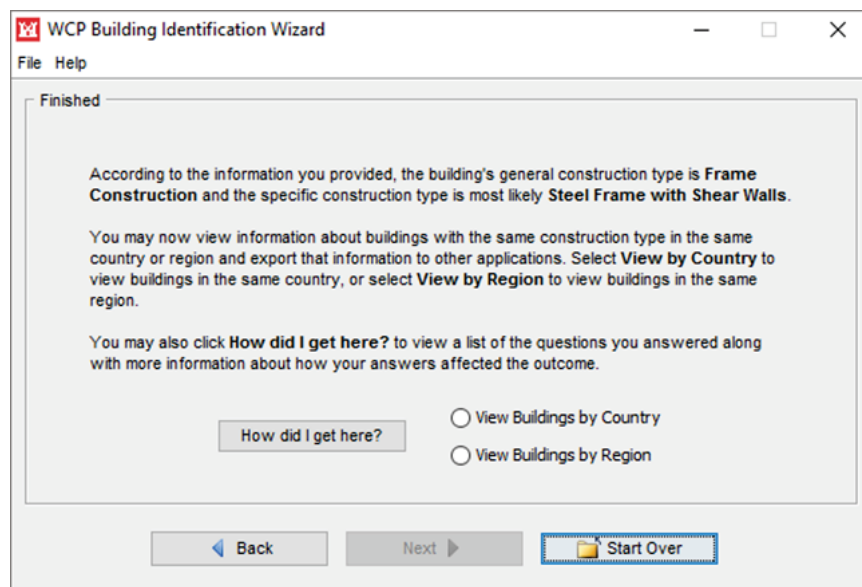 WCP Building Identification Wizard
File Help
Finished
According to the information you provided, the building's general construction type is Frame
Construction and the specific construction type is most likely Steel Frame with Shear Walls.
You may now view information about buildings with the same construction type in the same
country or region and export that information to other applications. Select View by Country to
view buildings in the same country, or select View by Region to view buildings in the same
region.
You may also click How did I get here? to view a list of the questions you answered along
with more information about how your answers affected the outcome.
How did I get here?
View Buildings by Country
View Buildings by Region
Back
Next
Start Over